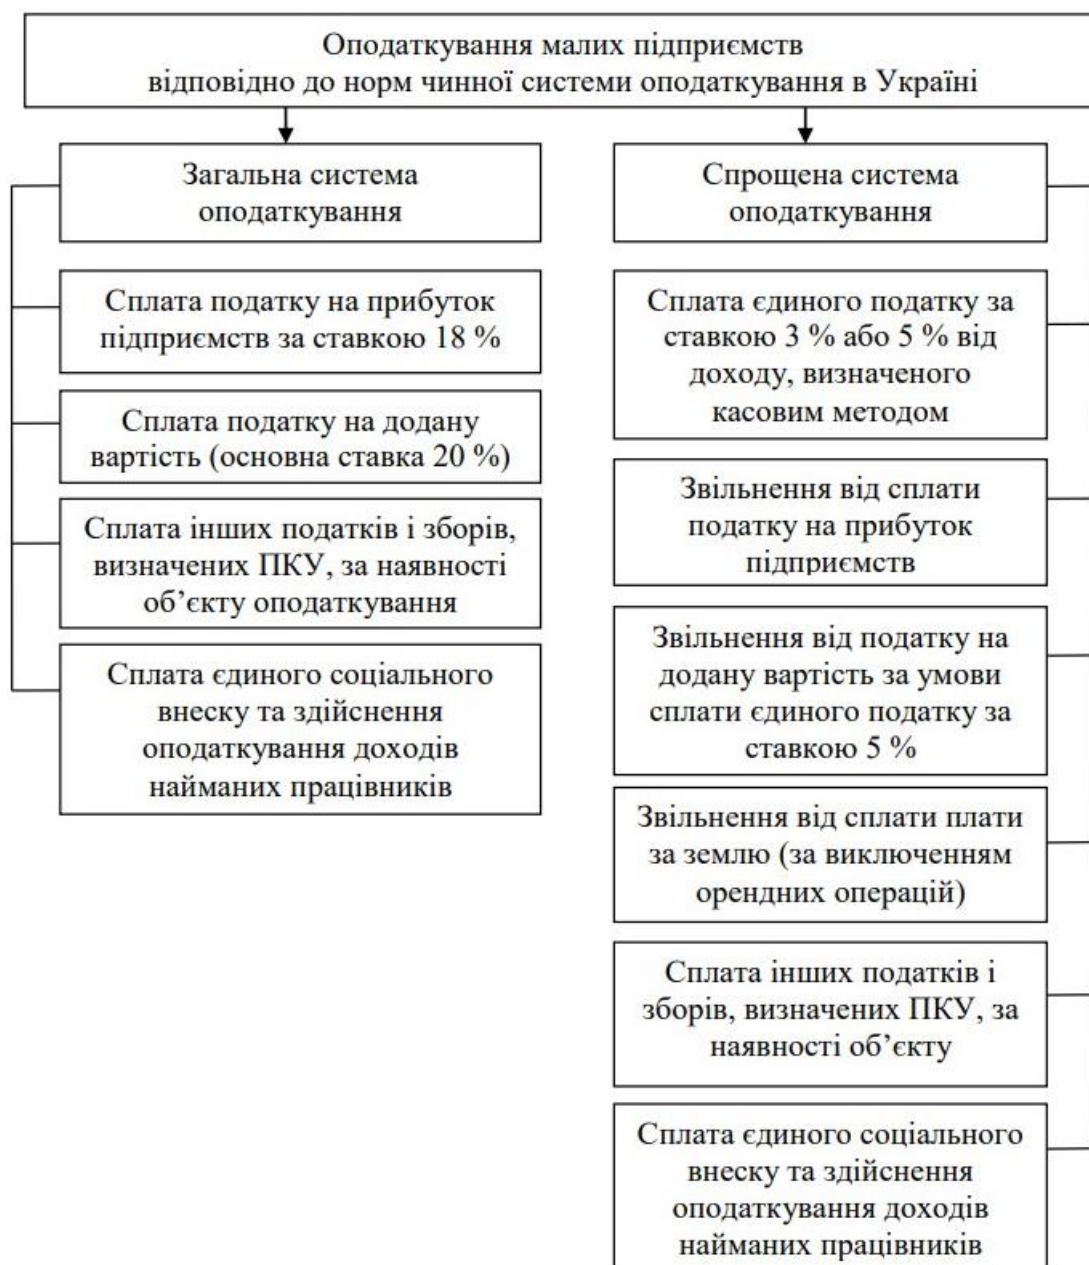 Оподаткування малих підприємств
відповідно до норм чинної системи оподаткування в Україні
Загальна система
оподаткування
Сплата податку на прибуток
підприємств за ставкою 18 %
Сплата податку на додану
вартість (основна ставка 20 %)
Сплата інших податків і зборів,
визначених ПКУ, за наявності
об’єкту оподаткування
Сплата єдиного соціального
внеску та здійснення
оподаткування доходів
найманих працівників
Спрощена система
оподаткування
Сплата єдиного податку за
ставкою 3 % або 5 % від
доходу, визначеного
касовим методом
Звільнення від сплати
податку на прибуток
підприємств
Звільнення від податку на
додану вартість за умови
сплати єдиного податку за
ставкою 5 %
Звільнення від сплати плати
за землю (за виключенням
орендних операцій)
Сплата інших податків і
зборів, визначених ПКУ, за
наявності об’єкту
Сплата єдиного соціального
внеску та здійснення
оподаткування доходів
найманих працівників